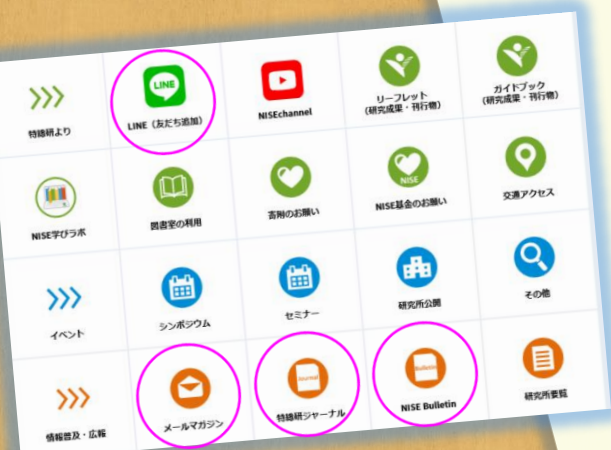 特総研より
LINE
LINE（友だち追加）
NISEchannel
リーフレット
（研究成果・刊行物）
ガイドブック
（研究成果・刊行物）
NISE学びラボ
図書室の利用
寄附のお願い
NISE
NISE基金のお願い
交通アクセス
イベント
シンポジウム
セミナー
研究所公開
その他
情報普及・広報
メールマガジン
Journal
特総研ジャーナル
Bulletin
NISE Bulletin
研究所要覧